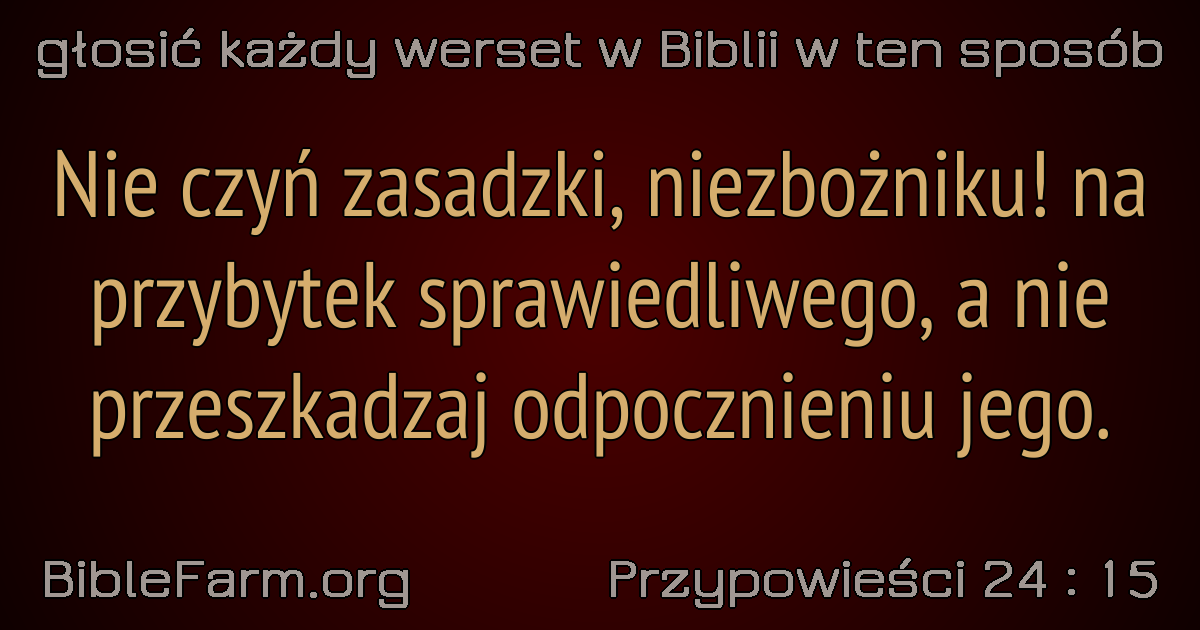 głosić każdy werset w Biblii w ten sposób
Nie czyń zasadzki, niezbożniku! na
przybytek sprawiedliwego, a nie
przeszkadzaj odpocznieniu jego.
BibleFarm.org
Przypowieści 24 : 15